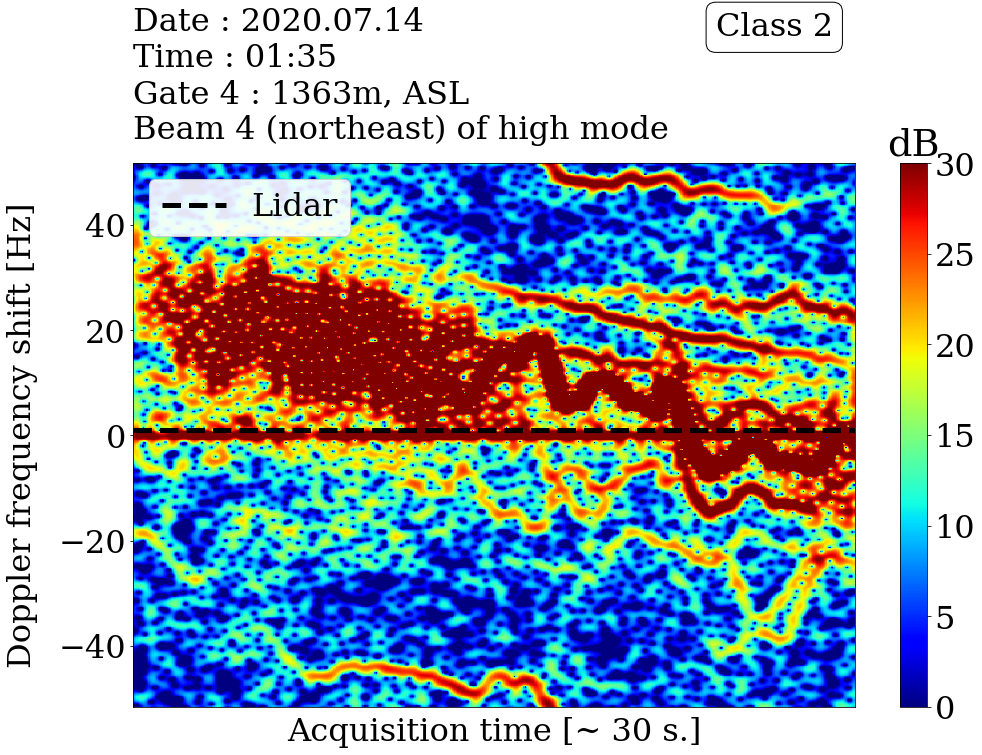 Date : 2020.07.14
Time : 01:35
Gate 4 : 1363m, ASL
Beam 4 (northeast) of high mode
Class 2
dB
Lidar
Doppler frequency shift [Hz]
40
20
0
−20
−40
30
25
20
15
10
5
0
Acquisition time [~ 30 s.]